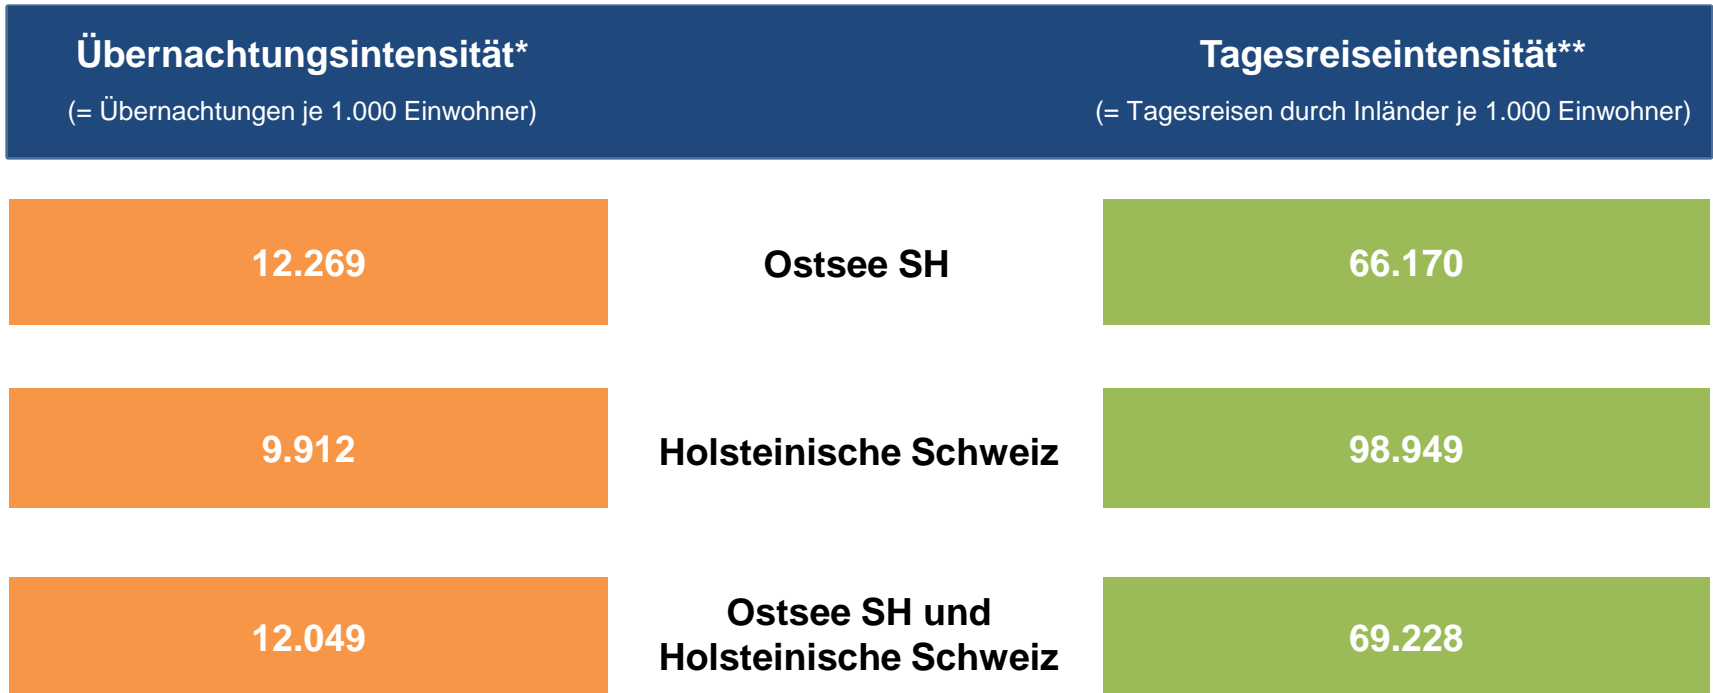 Übernachtungsintensität*
(= Übernachtungen je 1.000 Einwohner)
Tagesreiseintensität**
(= Tagesreisen durch Inländer je 1.000 Einwohner)
12.269
Ostsee SH
66.170
9.912
Holsteinische Schweiz
98.949
12.049
Ostsee SH und
Holsteinische Schweiz
69.228